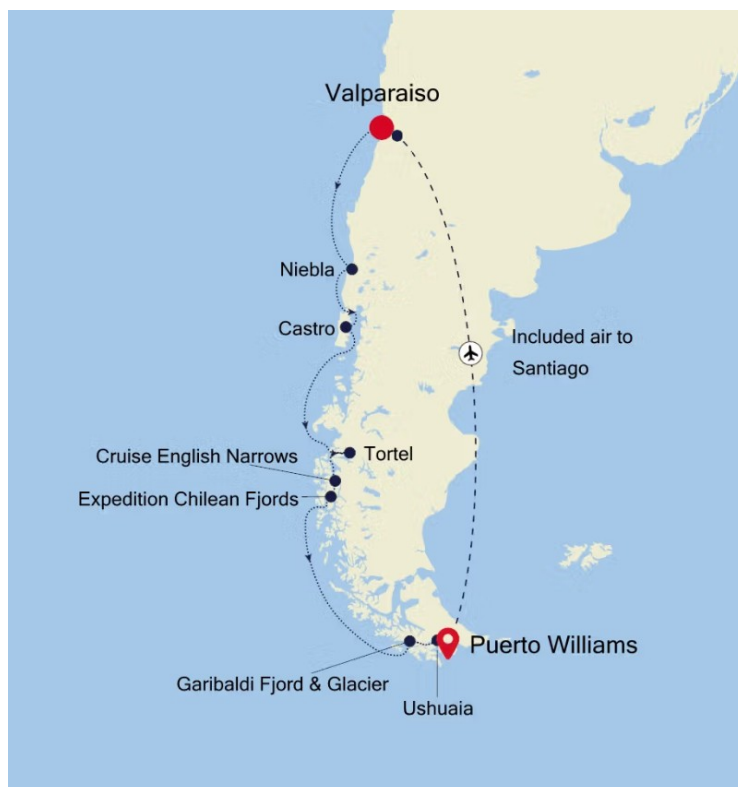 Valparaiso
Niebla
Castro
Included air to
Santiago
Cruise English Narrows
Tortel
Expedition Chilean Fjords
Puerto Williams
Garibaldi Fjord & Glacier
Ushuaia